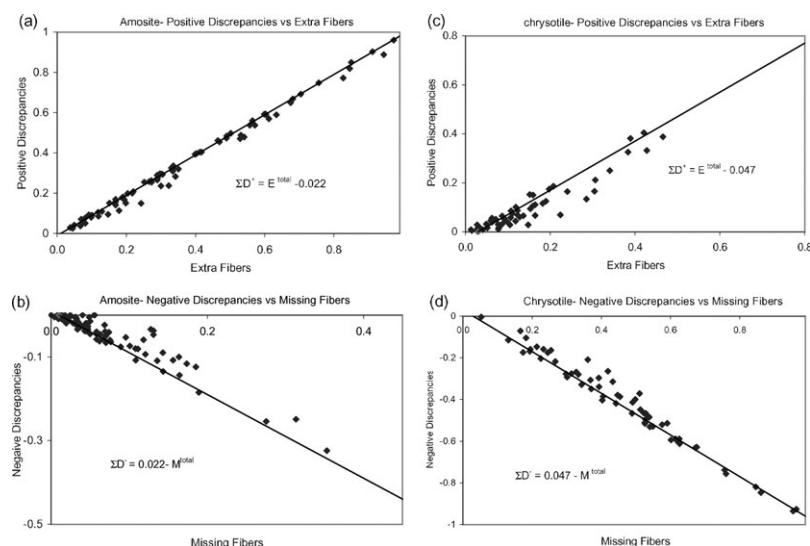 (a)
Amosite- Positive Discrepancies vs Extra Fibers
Positive Discrepancies
1
0.8
0.6
0.4
0.2
0
ΣD⁺ = E total -0.022
0.0 0.2 0.4 0.6 0.8
Extra Fibers
(c)
chrysotile- Positive Discrepancies vs Extra Fibers
Positive Discrepancies
0.8
0.6
0.4
0.2
0
ΣD⁺ = E total -0.047
0.0 0.2 0.4 0.6 0.8
Extra Fibers
(b)
Amosite- Negative Discrepancies vs Missing Fibers
Negaive Discrepancies
0.0 0.2 0.4
0
-0.1
-0.3
-0.5
ΣD⁻ = 0.022- M total
Missing Fibers
(d)
Chrysotile- Negative Discrepancies vs Missing Fibers
Negative Discrepancies
0.0 0.2 0.4 0.6 0.8
0
-0.2
-0.4
-0.6
-0.8
-1
ΣD⁻ = 0.047 - M total
Missing Fibers